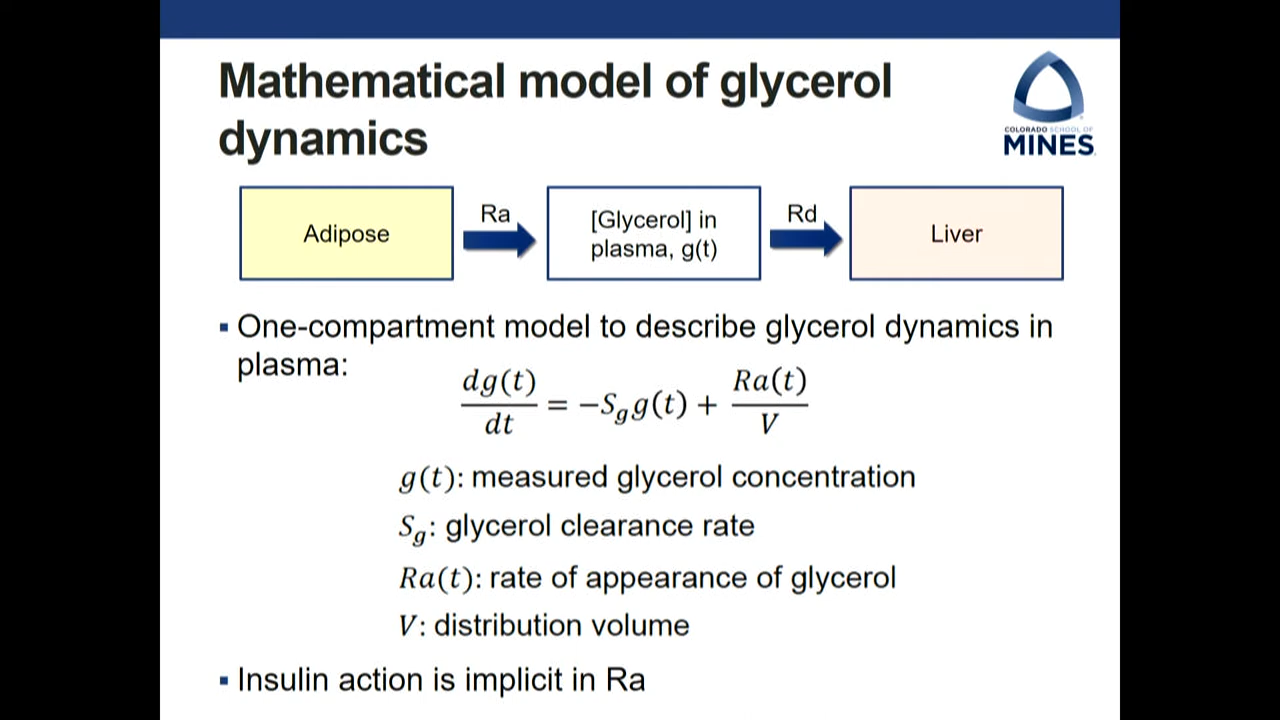 Mathematical model of glycerol
dynamics
COLORADO SCHOOL OF
MINES
Adipose
Ra
[Glycerol] in
plasma, g(t)
Rd
Liver
▪ One-compartment model to describe glycerol dynamics in
plasma:
dg(t)/dt = −S_g g(t) + Ra(t)/V
g(t): measured glycerol concentration
S_g: glycerol clearance rate
Ra(t): rate of appearance of glycerol
V: distribution volume
▪ Insulin action is implicit in Ra